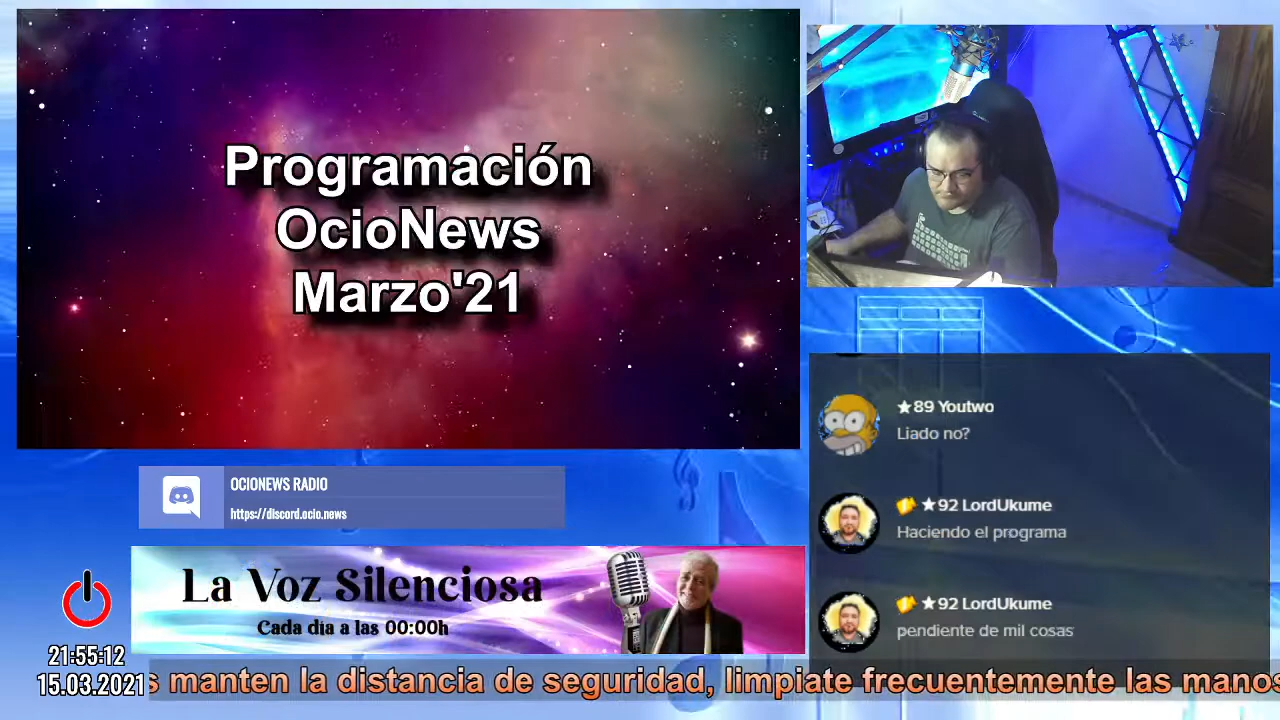 Programación
OcioNews
Marzo'21
★89 Youtwo
Liado no?
★92 LordUkume
Haciendo el programa
★92 LordUkume
pendiente de mil cosas
OCIONEWS RADIO
https://discord.ocio.news
La Voz Silenciosa
Cada día a las 00:00h
21:55:12
15.03.2021
s manten la distancia de seguridad, limpiate frecuentemente las manos